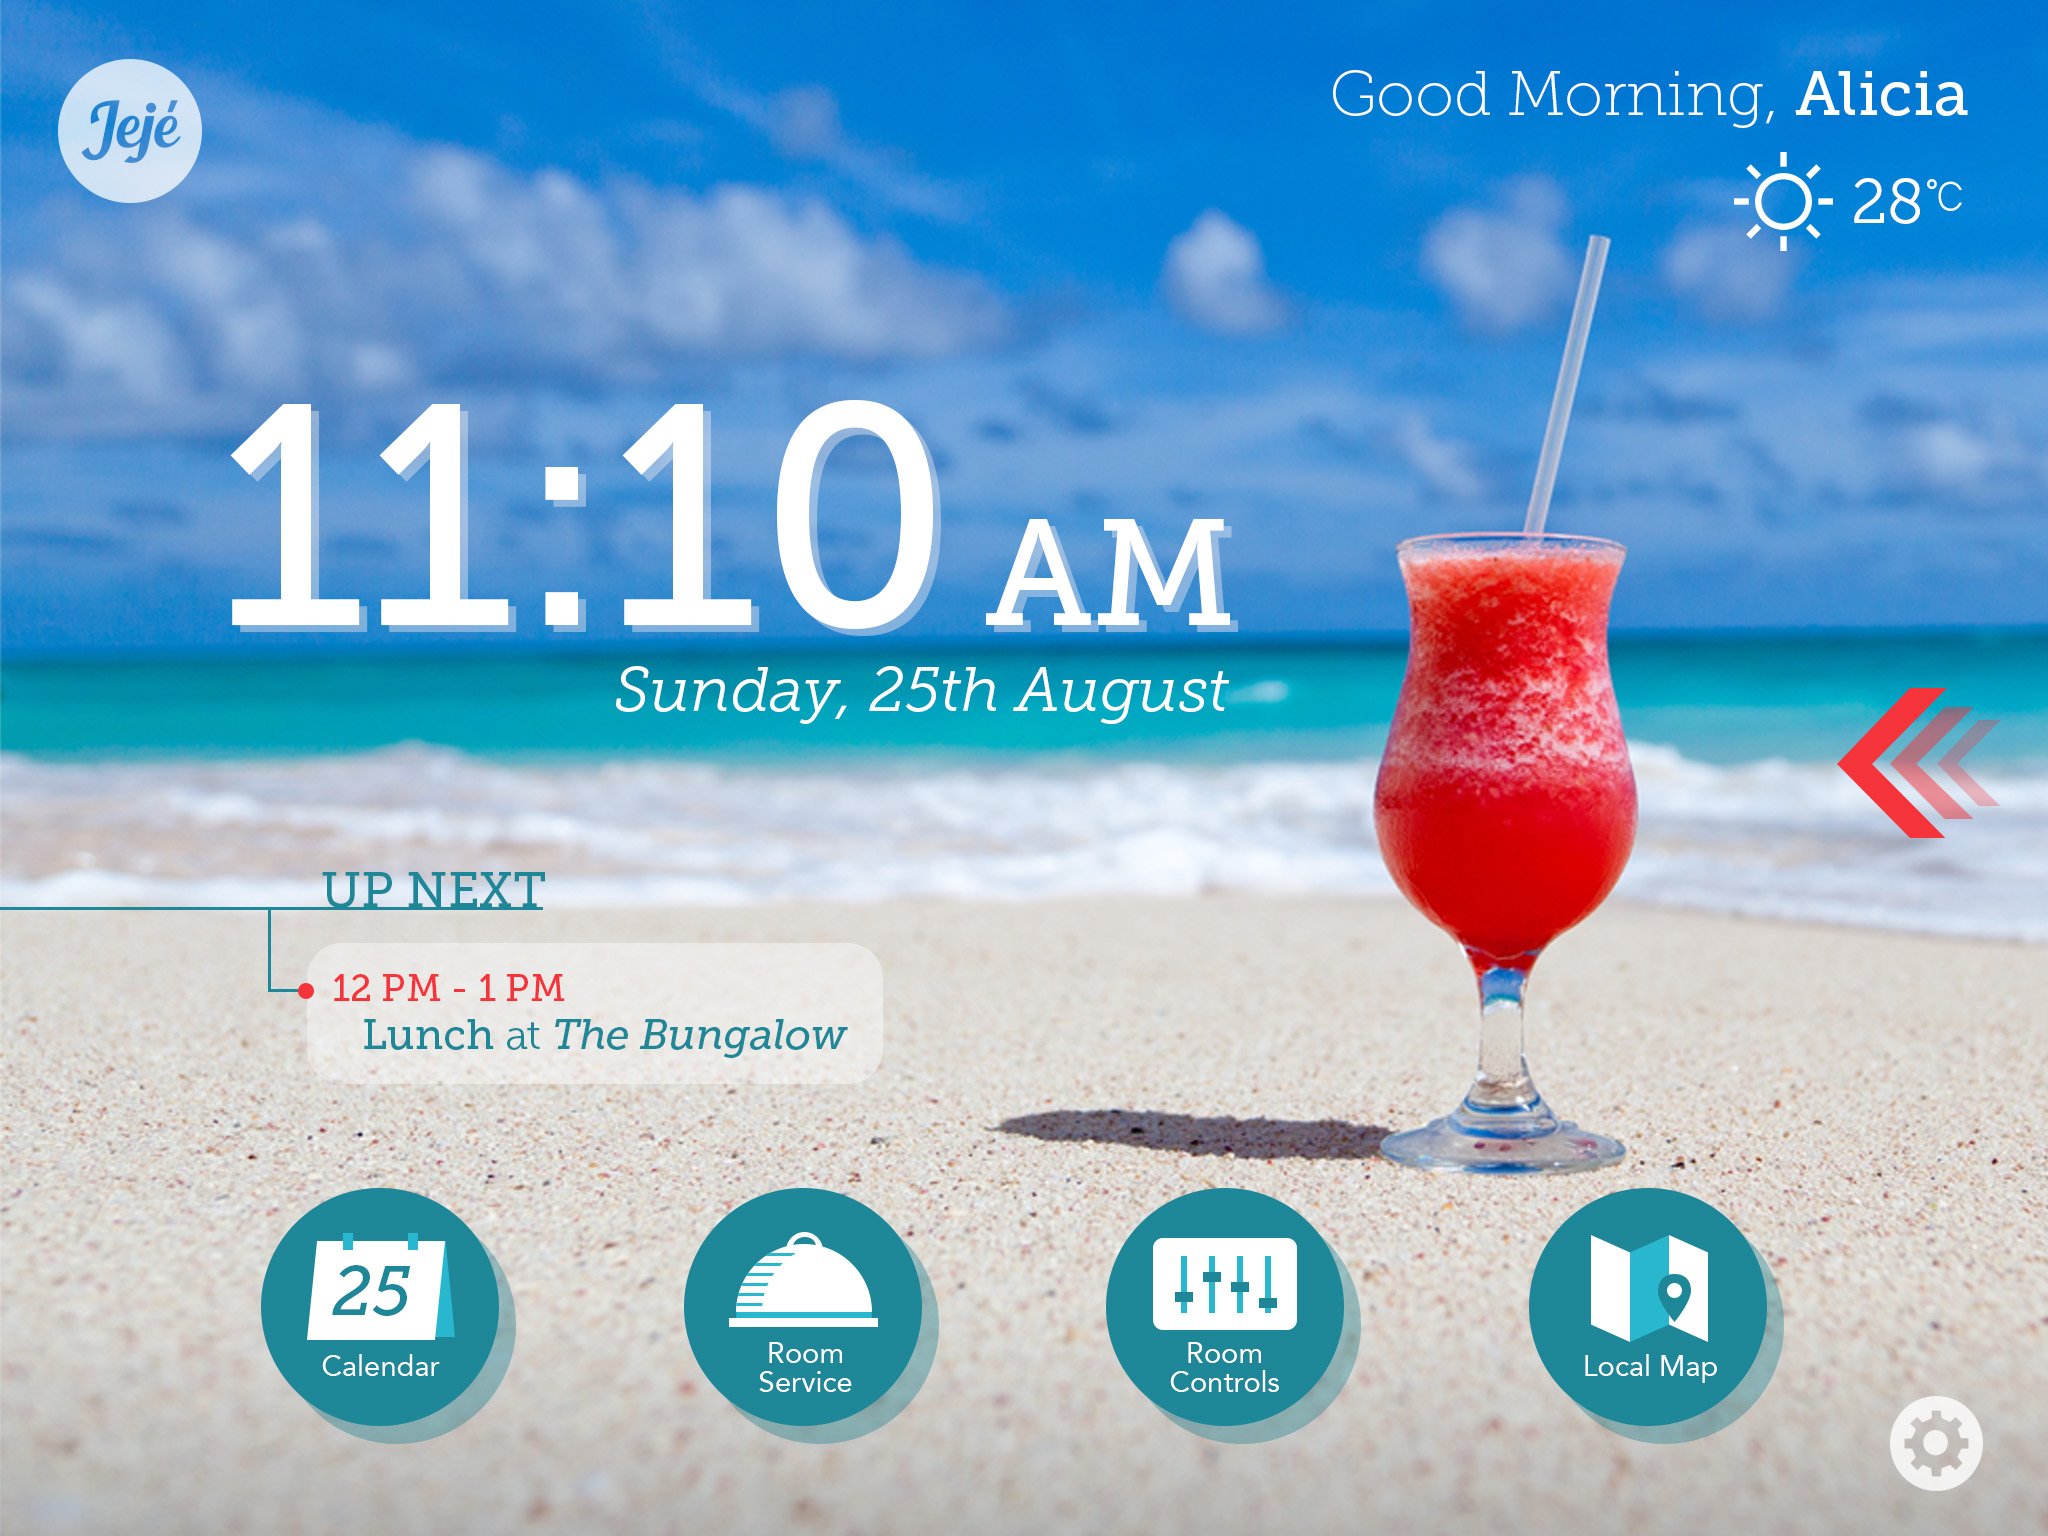 Jejé
Good Morning, Alicia
28°C
11:10 AM
Sunday, 25th August
UP NEXT
12 PM - 1 PM
Lunch at The Bungalow
25
Calendar
Room
Service
Room
Controls
Local Map